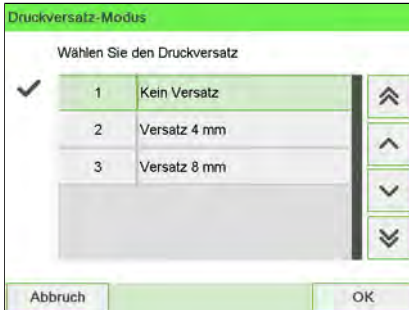 Druckversatz-Modus
Wählen Sie den Druckversatz
1 Kein Versatz
2 Versatz 4 mm
3 Versatz 8 mm
Abbruch OK